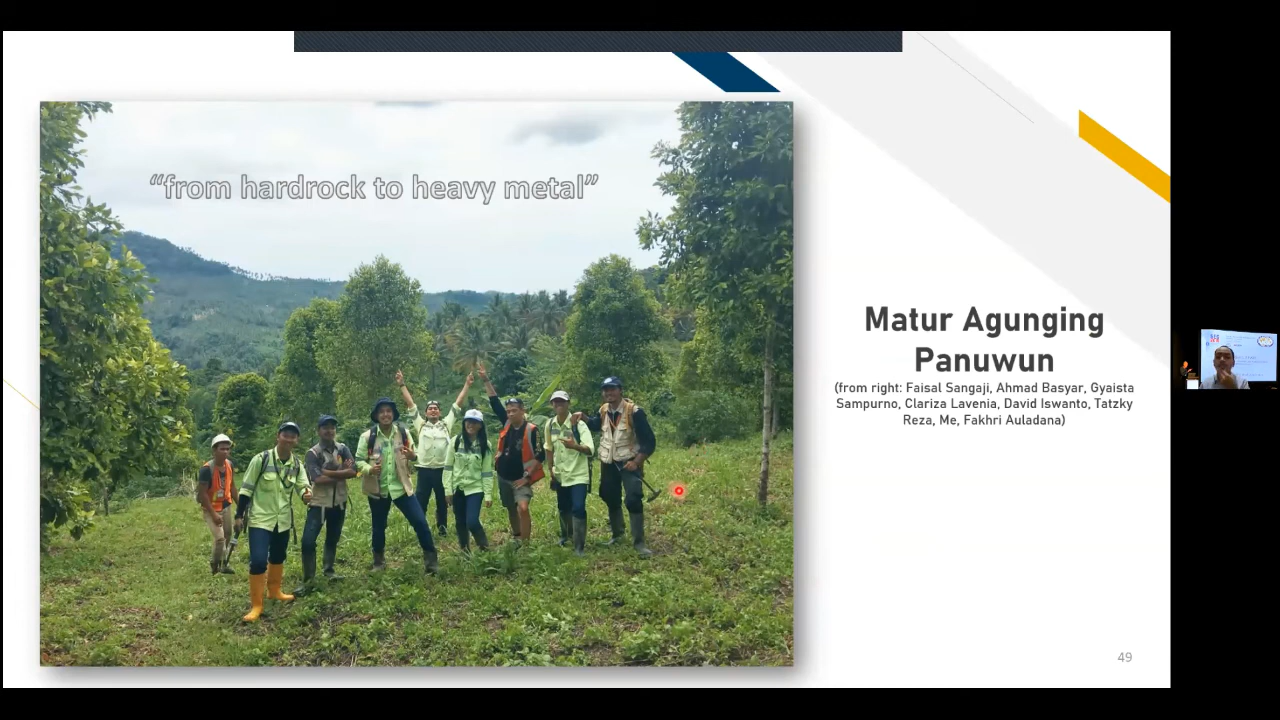 “from hardrock to heavy metal”
Matur Agunging
Panuwun
(from right: Faisal Sangaji, Ahmad Basyar, Gyaista
Sampurno, Clariza Lavenia, David Iswanto, Tatzky
Reza, Me, Fakhri Auladana)
49